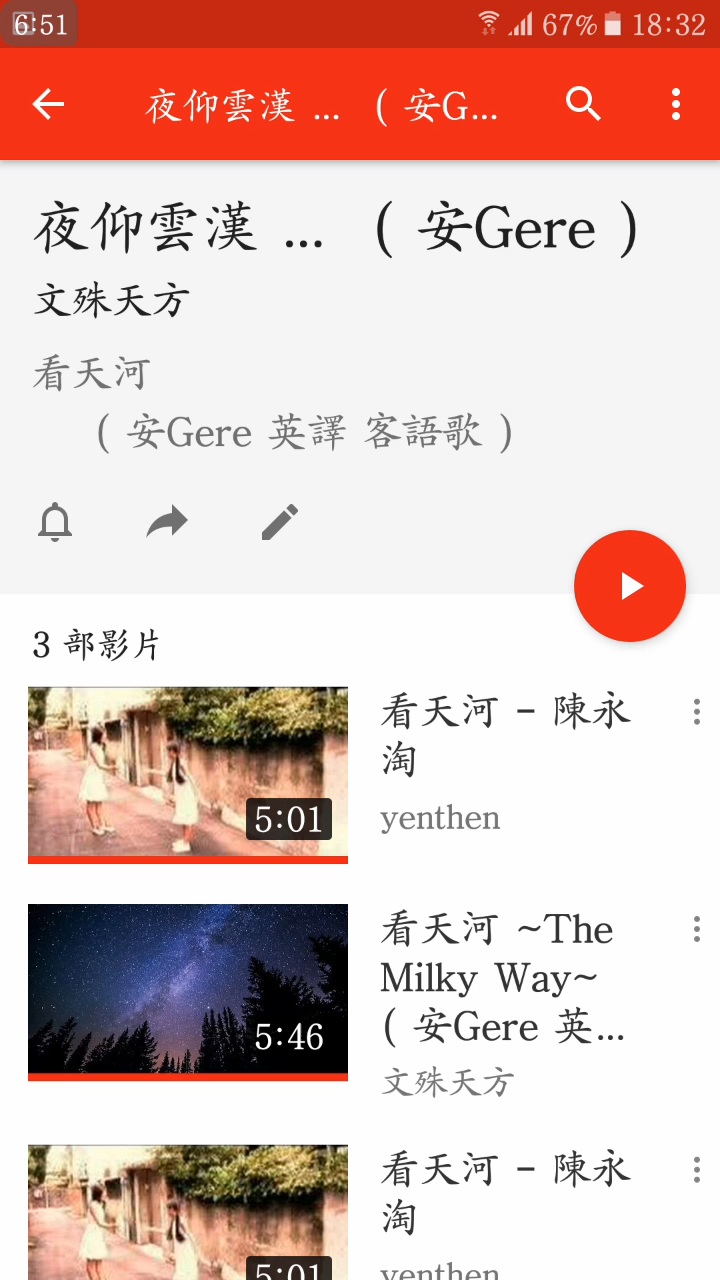 6:51 67% 18:32
夜仰雲漢 ... ( 安G...
夜仰雲漢 ... ( 安Gere )
文殊天方
看天河
( 安Gere 英譯 客語歌 )
3 部影片
5:01
看天河 – 陳永
淘
yenthen
5:46
看天河 ~The
Milky Way~
( 安Gere 英...
文殊天方
5:01
看天河 – 陳永
淘
yenthen